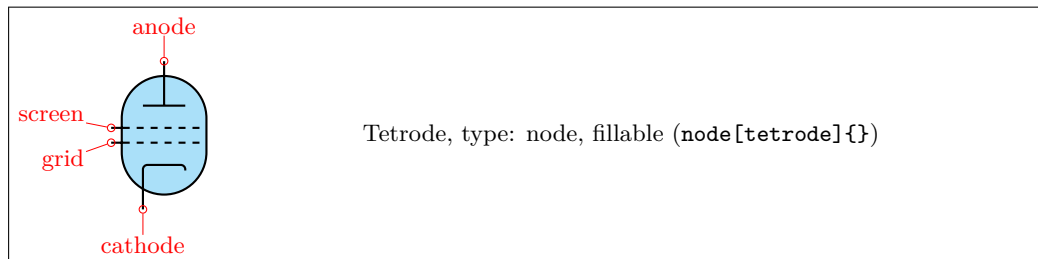 anode
screen
grid
cathode
Tetrode, type: node, fillable (node[tetrode]{})